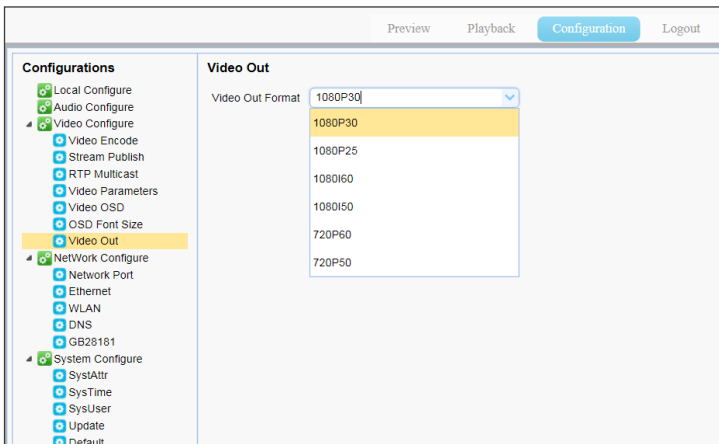 Preview Playback Configuration Logout
Configurations
Local Configure
Audio Configure
Video Configure
Video Encode
Stream Publish
RTP Multicast
Video Parameters
Video OSD
OSD Font Size
Video Out
NetWork Configure
Network Port
Ethernet
WLAN
DNS
GB28181
System Configure
SystAttr
SysTime
SysUser
Update
Default
Video Out
Video Out Format 1080P30
1080P30
1080P25
1080I60
1080I50
720P60
720P50